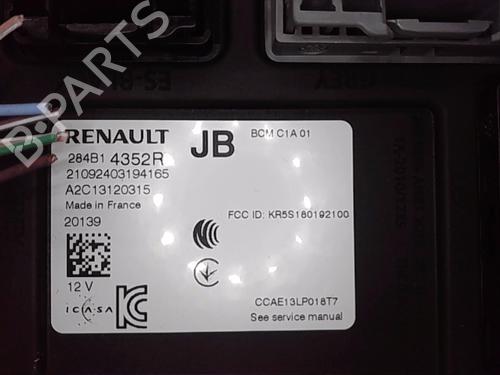 RENAULT JB BCM C1A 01
284B1 4352R
21092403194165
A2C13120315
Made in France
20139
FCC ID: KR5S180192100
12 V
ICASA
CCAE13LP018T7
See service manual
B-PARTS
GREY